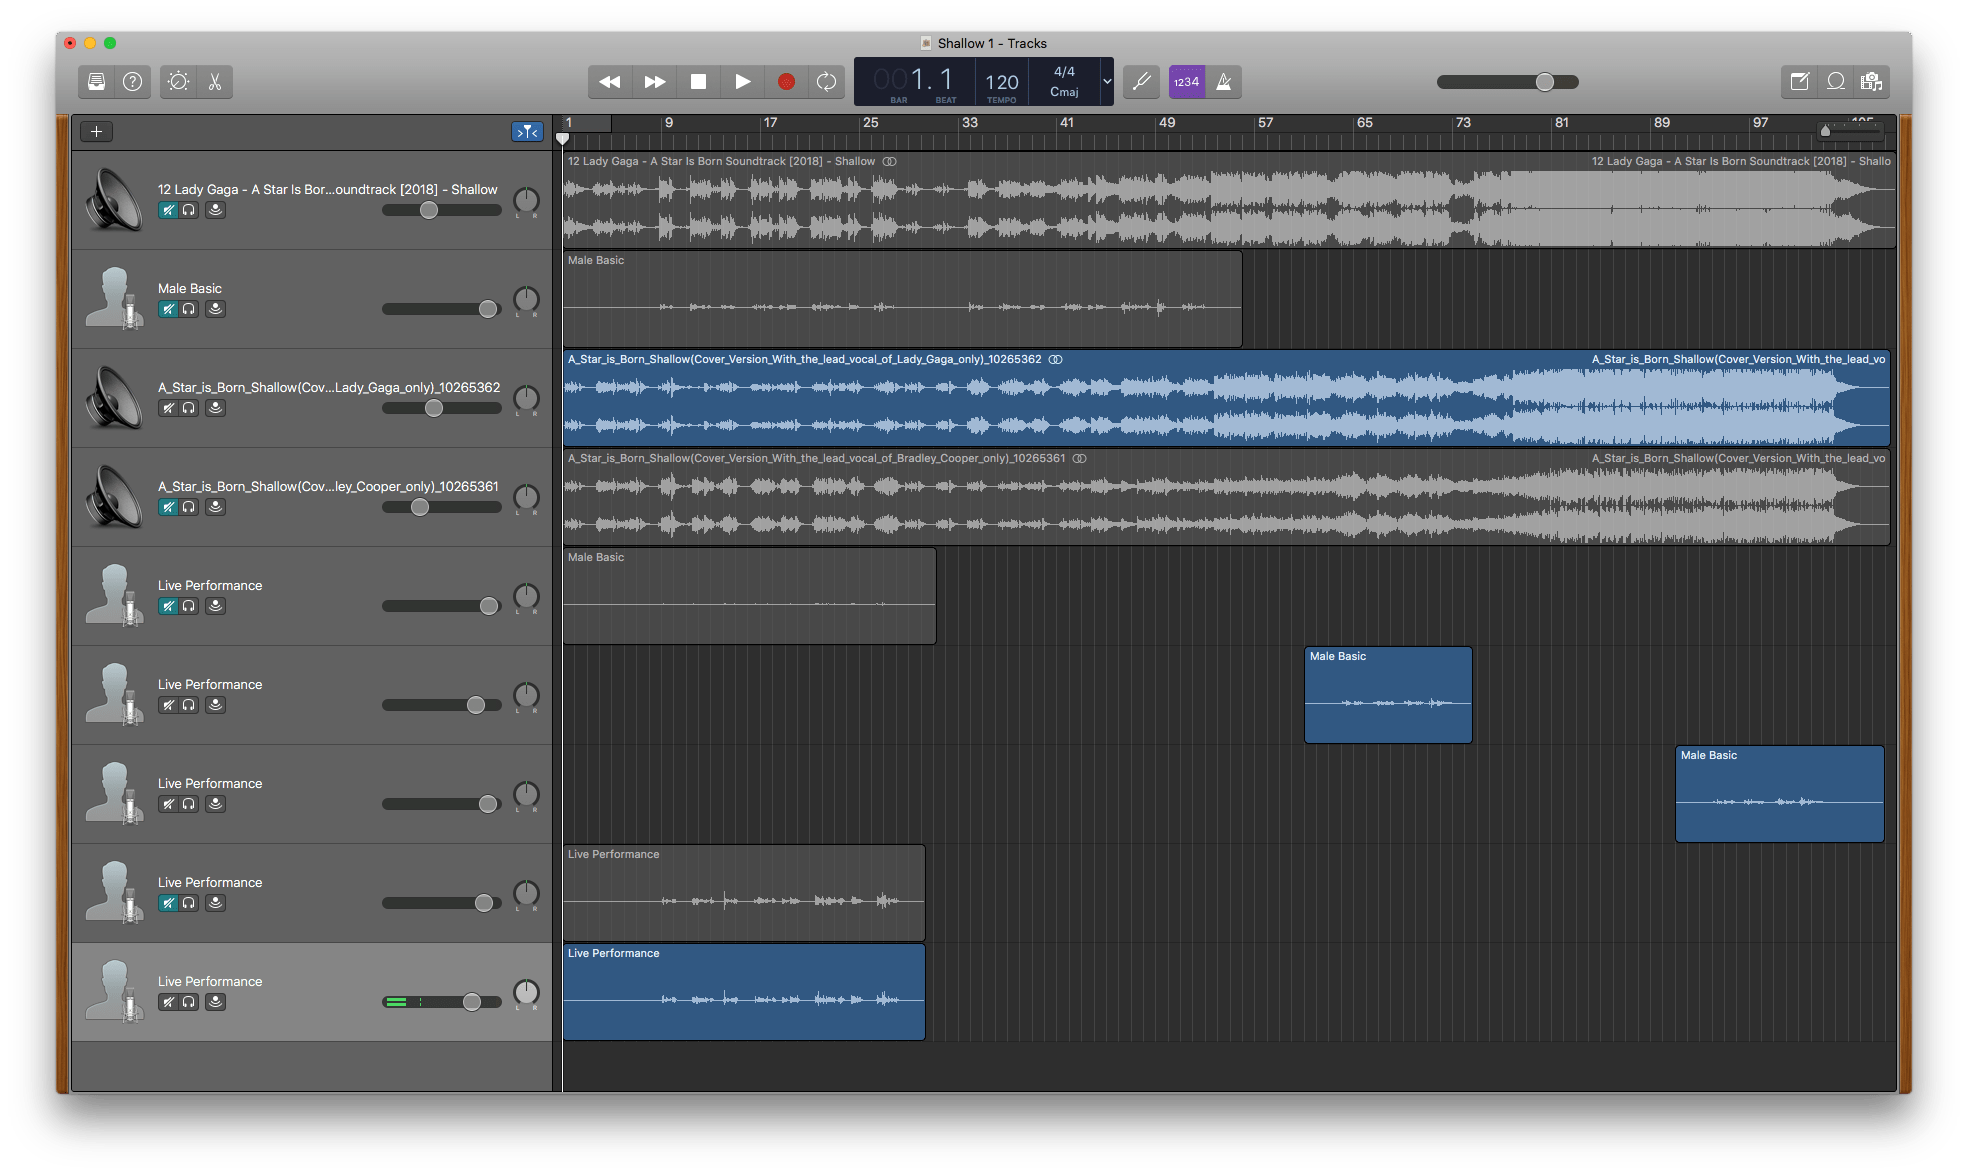 Shallow 1 - Tracks
001.1
BAR BEAT
120
TEMPO
4/4
Cmaj
1234
1 9 17 25 33 41 49 57 65 73 81 89 97 105
12 Lady Gaga - A Star Is Bor...oundtrack [2018] - Shallow
L R
12 Lady Gaga - A Star Is Born Soundtrack [2018] - Shallow
12 Lady Gaga - A Star Is Born Soundtrack [2018] - Shallo
Male Basic
L R
Male Basic
A_Star_is_Born_Shallow(Cov...Lady_Gaga_only)_10265362
L R
A_Star_is_Born_Shallow(Cover_Version_With_the_lead_vocal_of_Lady_Gaga_only)_10265362
A_Star_is_Born_Shallow(Cover_Version_With_the_lead_vo
A_Star_is_Born_Shallow(Cov...ley_Cooper_only)_10265361
L R
A_Star_is_Born_Shallow(Cover_Version_With_the_lead_vocal_of_Bradley_Cooper_only)_10265361
A_Star_is_Born_Shallow(Cover_Version_With_the_lead_vo
Live Performance
L R
Male Basic
Live Performance
L R
Male Basic
Live Performance
L R
Male Basic
Live Performance
L R
Live Performance
Live Performance
L R
Live Performance